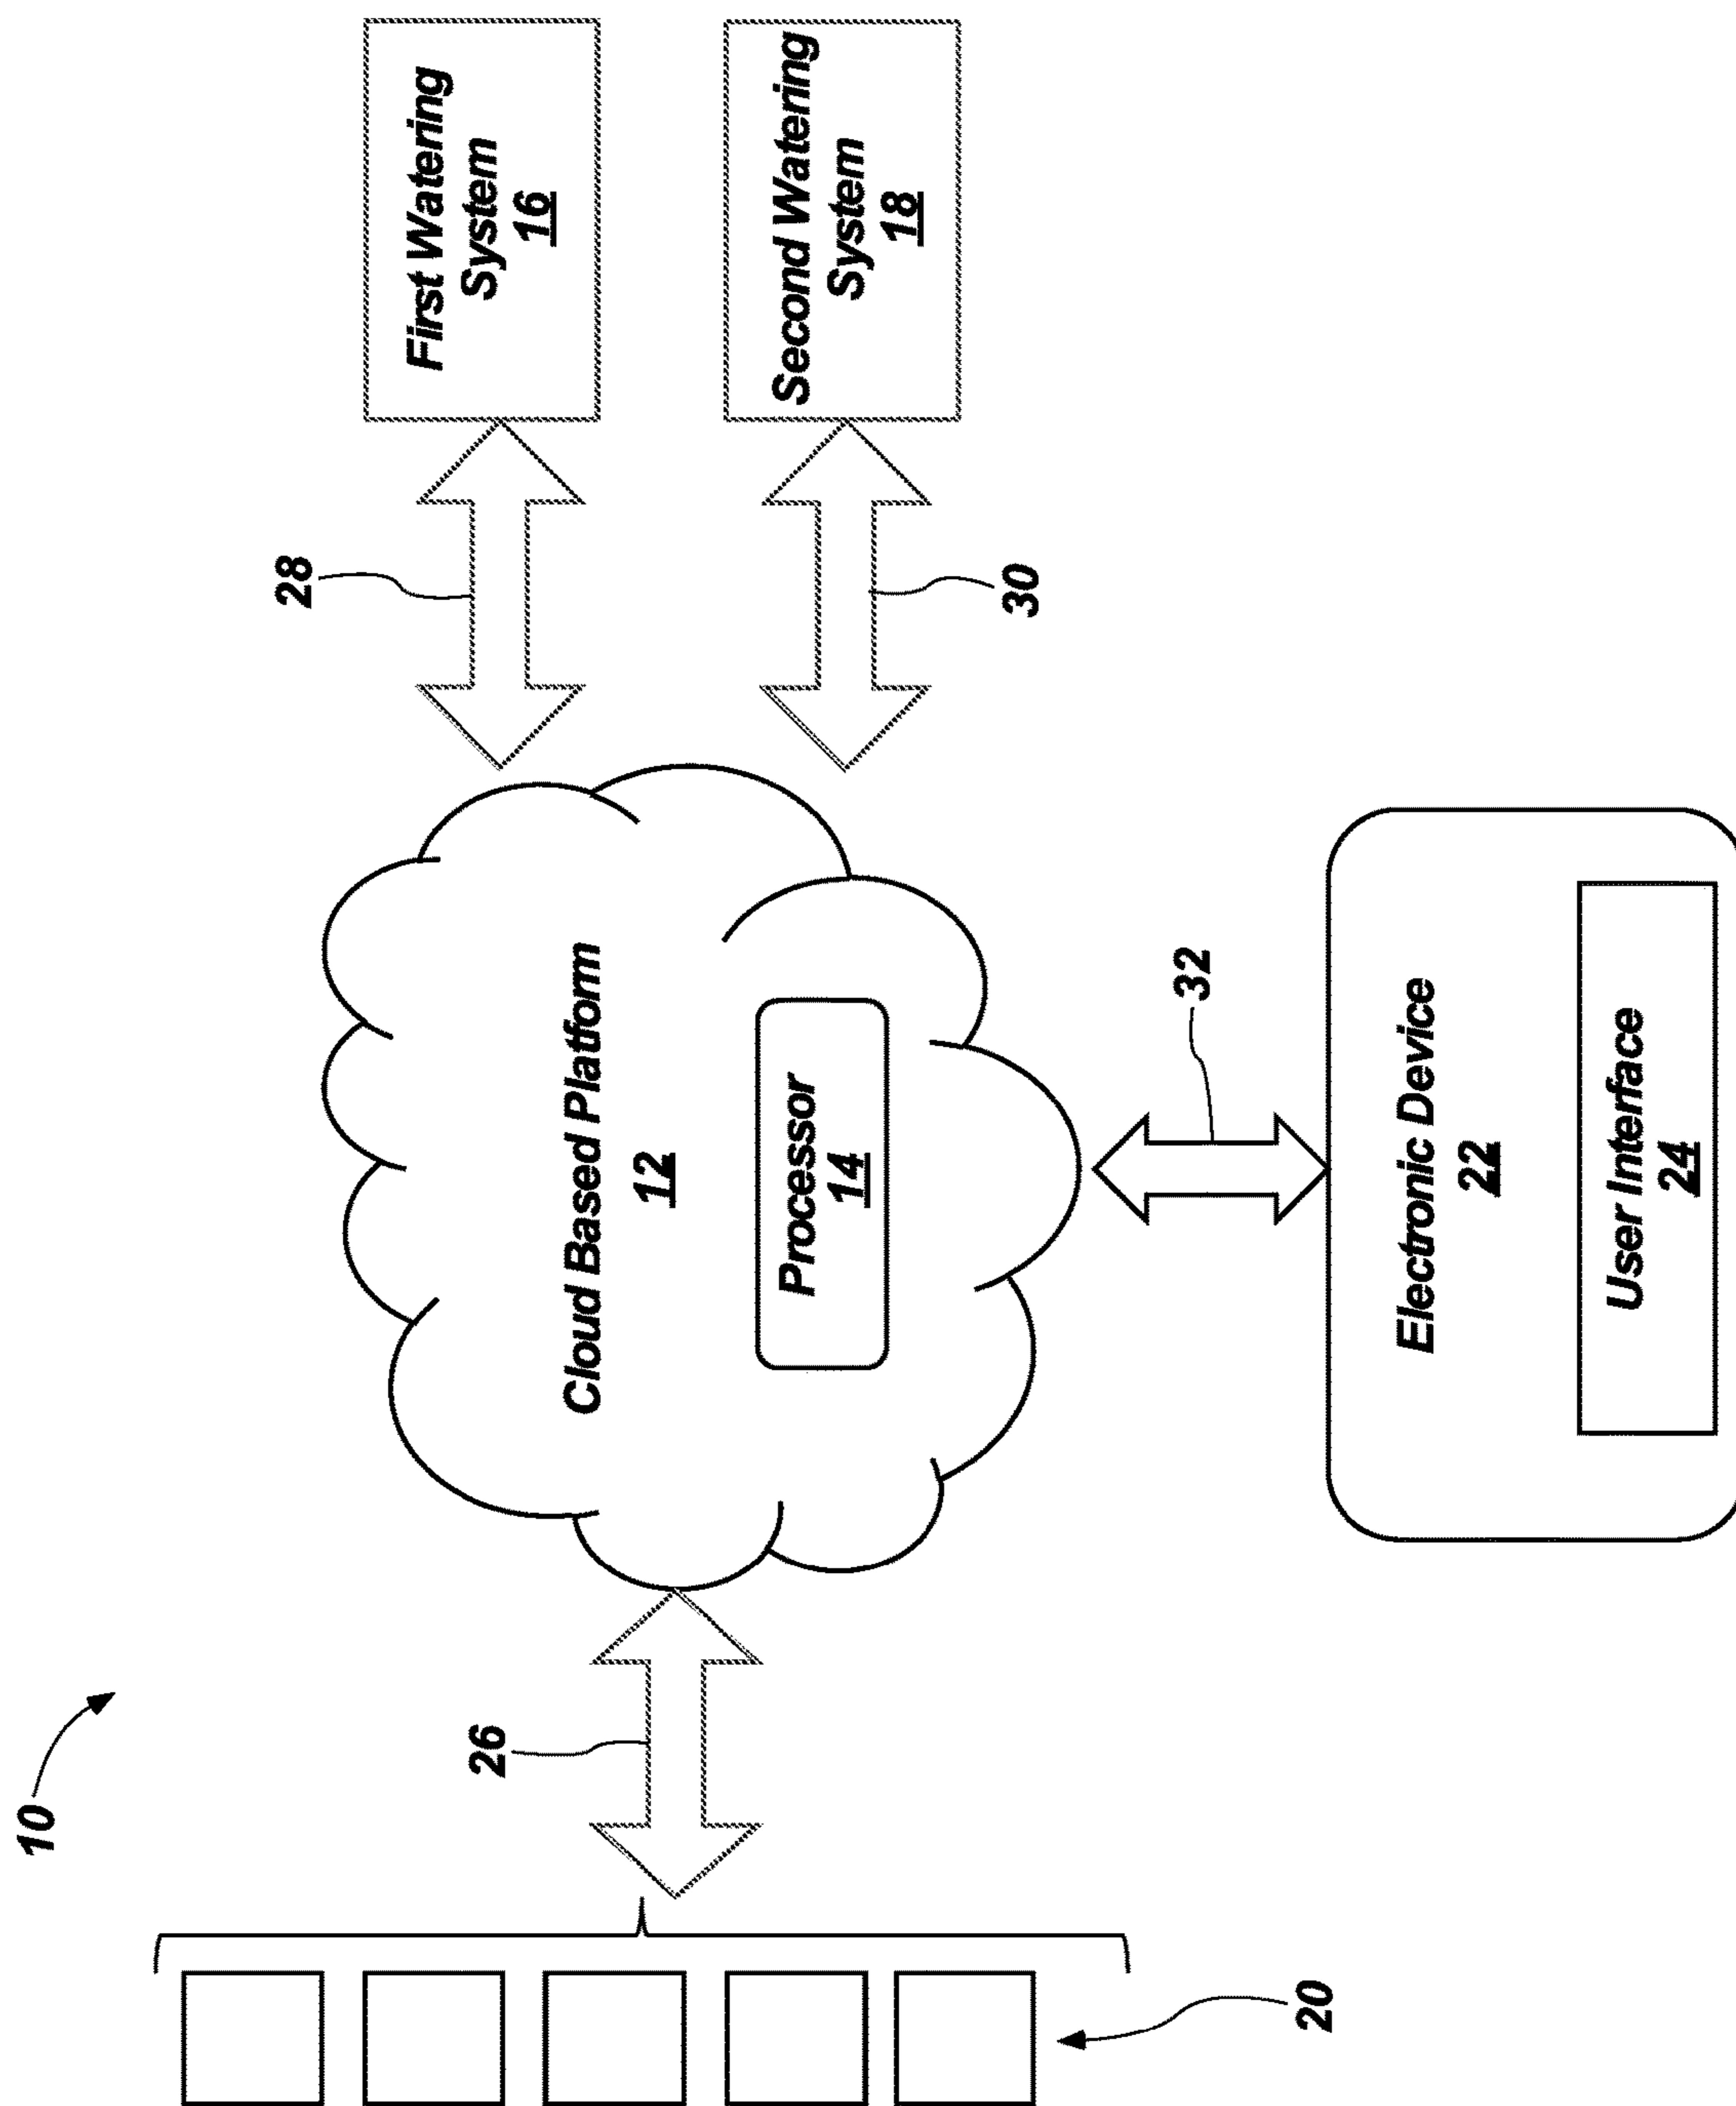 10
20
26
Cloud Based Platform
12
Processor
14
28
30
First Watering
System
16
Second Watering
System
18
32
Electronic Device
22
User Interface
24